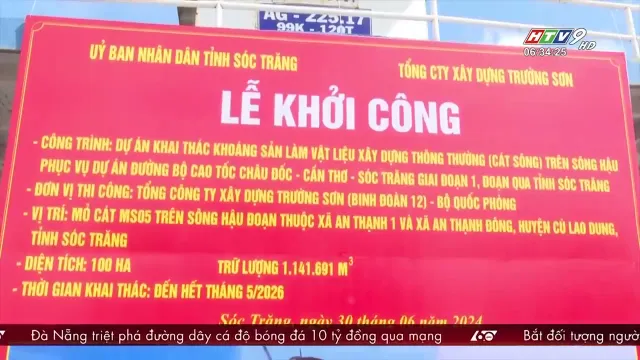 AG - 22517
99K - 120T
HTV9 HD
06:34:25
UỶ BAN NHÂN DÂN TỈNH SÓC TRĂNG
TỔNG CTY XÂY DỰNG TRƯỜNG SƠN
LỄ KHỞI CÔNG
- CÔNG TRÌNH: DỰ ÁN KHAI THÁC KHOÁNG SẢN LÀM VẬT LIỆU XÂY DỰNG THÔNG THƯỜNG (CÁT SÔNG) TRÊN SÔNG HẬU
PHỤC VỤ DỰ ÁN ĐƯỜNG BỘ CAO TỐC CHÂU DỐC - CẦN THƠ - SÓC TRĂNG GIAI ĐOẠN 1, ĐOẠN QUA TỈNH SÓC TRĂNG
- ĐƠN VỊ THI CÔNG: TỔNG CÔNG TY XÂY DỰNG TRƯỜNG SƠN (BINH ĐOÀN 12) - BỘ QUỐC PHÒNG
- VỊ TRÍ: MỎ CÁT MS05 TRÊN SÔNG HẬU ĐOẠN THUỘC XÃ AN THẠNH 1 VÀ XÃ AN THẠNH ĐÔNG, HUYỆN CÙ LAO DUNG,
TỈNH SÓC TRĂNG
- DIỆN TÍCH: 100 HA TRỮ LƯỢNG 1.141.691 M³
- THỜI GIAN KHAI THÁC: ĐẾN HẾT THÁNG 5/2026
Sóc Trăng, ngày 30 tháng 06 năm 2024
Đà Nẵng triệt phá đường dây cá độ bóng đá 10 tỷ đồng qua mạng
60
Bắt đối tượng người